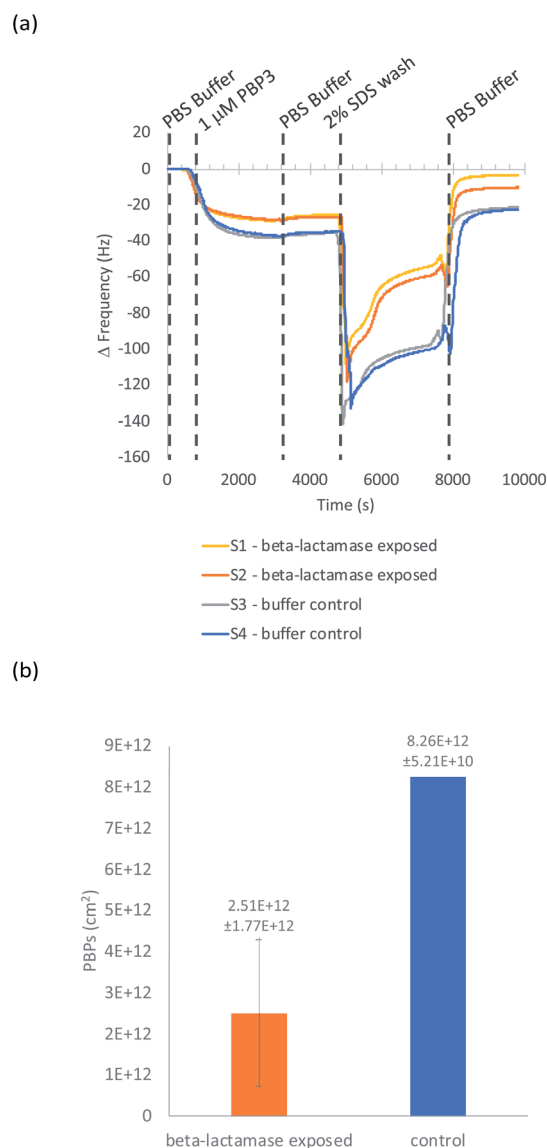 (a)
PBS Buffer
1 μM PBP3
PBS Buffer
2% SDS wash
PBS Buffer
20
0
-20
-40
-60
-80
-100
-120
-140
-160
Δ Frequency (Hz)
0
2000
4000
6000
8000
10000
Time (s)
S1 - beta-lactamase exposed
S2 - beta-lactamase exposed
S3 - buffer control
S4 - buffer control
(b)
9E+12
8E+12
7E+12
6E+12
5E+12
4E+12
3E+12
2E+12
1E+12
0
PBPs (cm²)
8.26E+12
±5.21E+10
2.51E+12
±1.77E+12
beta-lactamase exposed
control